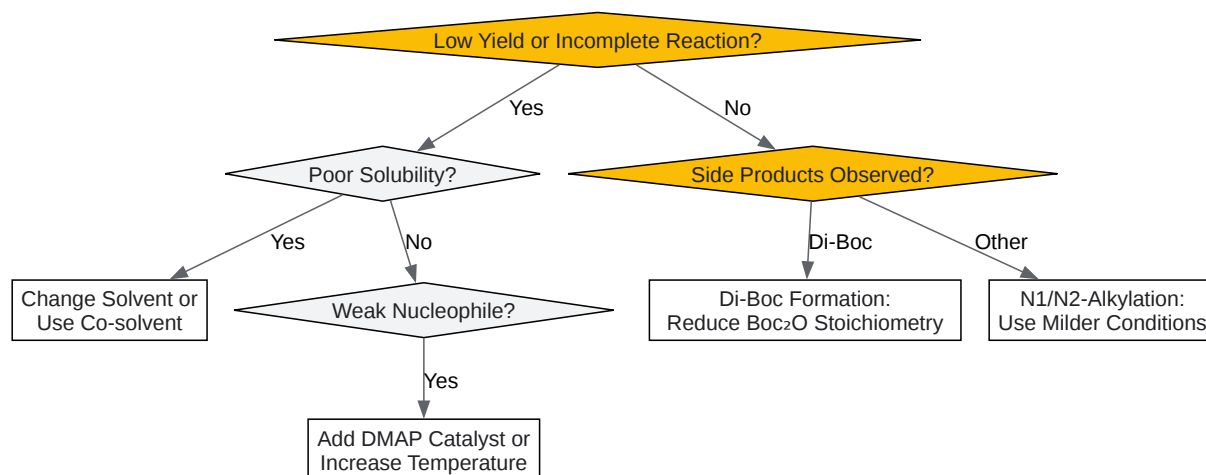 Low Yield or Incomplete Reaction?
Yes
No
Poor Solubility?
Side Products Observed?
Yes
No
Di-Boc
Other
Change Solvent or
Use Co-solvent
Weak Nucleophile?
Di-Boc Formation:
Reduce Boc₂O Stoichiometry
N1/N2-Alkylation:
Use Milder Conditions
Yes
Add DMAP Catalyst or
Increase Temperature